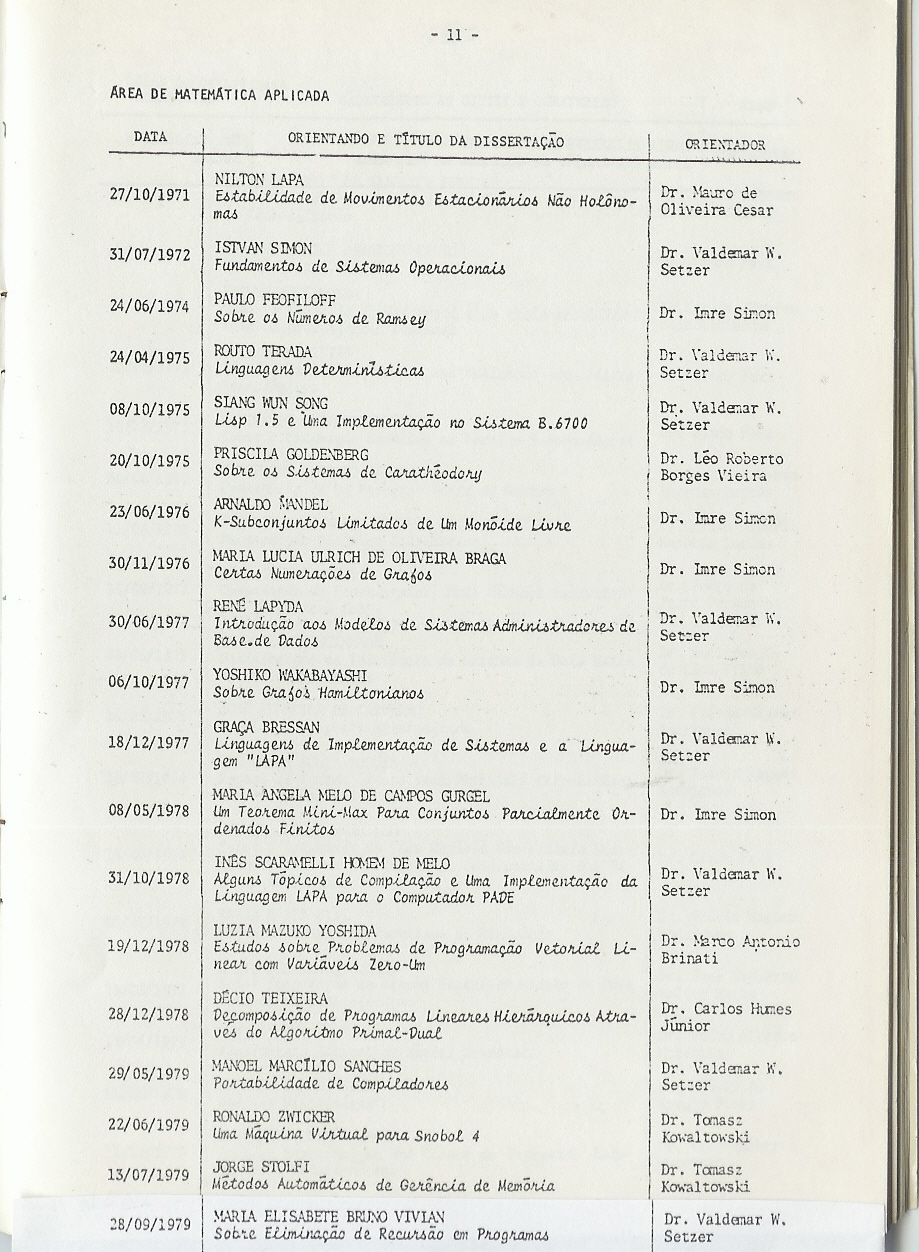 - 11 -
ÁREA DE MATEMÁTICA APLICADA
DATA ORIENTANDO E TÍTULO DA DISSERTAÇÃO ORIENTADOR
NILTON LAPA
27/10/1971 Estabilidade de Movimentos Estacionários Não Holôno- Dr. Mauro de
mas Oliveira Cesar
31/07/1972 ISTVAN SIMON Dr. Valdemar W.
Fundamentos de Sistemas Operacionais Setzer
24/06/1974 PAULO FEOFILOFF Dr. Imre Simon
Sobre os Números de Ramsey
24/04/1975 ROUTO TERADA Dr. Valdemar W.
Linguagens Determinísticas Setzer
08/10/1975 SIANG WUN SONG Dr. Valdemar W.
Lisp 1.5 e Uma Implementação no Sistema B.6700 Setzer
20/10/1975 PRISCILA GOLDENBERG Dr. Léo Roberto
Sobre os Sistemas de Carathéodory Borges Vieira
23/06/1976 ARNALDO MANDEL Dr. Imre Simon
K-Subconjuntos Limitados de Um Monóide Livre
30/11/1976 MARIA LUCIA ULRICH DE OLIVEIRA BRAGA Dr. Imre Simon
Certas Numerações de Grafos
RENÉ LAPYDA
30/06/1977 Introdução aos Modelos de Sistemas Administradores de Dr. Valdemar W.
Base.de Dados Setzer
06/10/1977 YOSHIKO WAKABAYASHI Dr. Imre Simon
Sobre Grafos Hamiltonianos
GRAÇA BRESSAN
18/12/1977 Linguagens de Implementação de Sistemas e a Lingua- Dr. Valdemar W.
gem "LAPA" Setzer
MARIA ANGELA MELO DE CAMPOS GURGEL
08/05/1978 Um Teorema Mini-Max Para Conjuntos Parcialmente Or- Dr. Imre Simon
denados Finitos
INÊS SCARAMELLI HOMEM DE MELO
31/10/1978 Alguns Tópicos de Compilação e Uma Implementação da Dr. Valdemar W.
Linguagem LAPA para o Computador PADE Setzer
LUZIA MAZUKO YOSHIDA
19/12/1978 Estudos sobre Problemas de Programação Vetorial Li- Dr. Marco Antonio
near com Variáveis Zero-Um Brinati
DÉCIO TEIXEIRA
28/12/1978 Decomposição de Programas Lineares Hierárquicos Atra- Dr. Carlos Humes
vés do Algoritmo Primal-Dual Júnior
29/05/1979 MANOEL MARCÍLIO SANCHES Dr. Valdemar W.
Portabilidade de Compiladores Setzer
22/06/1979 RONALDO ZWICKER Dr. Tomasz
Uma Máquina Virtual para Snobol 4 Kowaltowski
13/07/1979 JORGE STOLFI Dr. Tomasz
Métodos Automáticos de Gerência de Memória Kowaltowski
28/09/1979 MARIA ELISABETE BRUNO VIVIAN Dr. Valdemar W.
Sobre Eliminação de Recursão em Programas Setzer